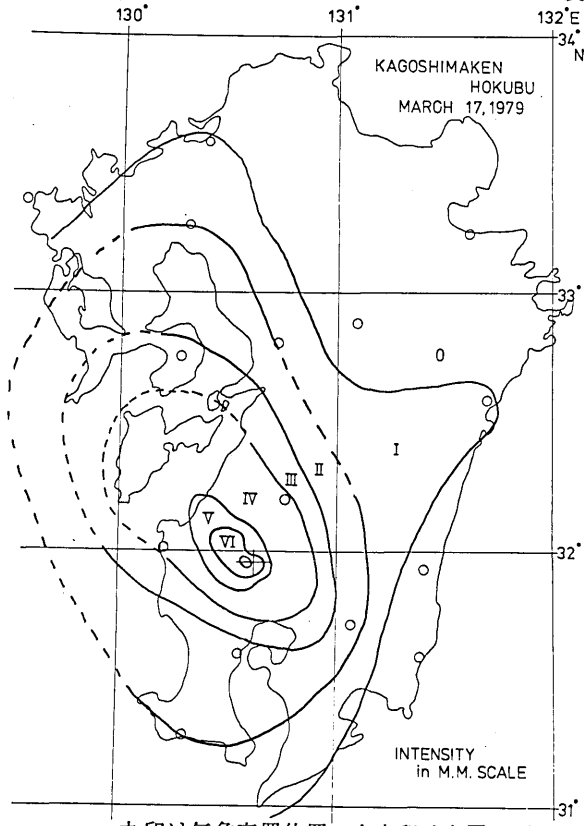 130°
131°
132°E
34°
N
KAGOSHIMAKEN
HOKUBU
MARCH 17, 1979
33°
0
I
II
III
IV
V
VI
32°
INTENSITY
in M.M. SCALE
31°